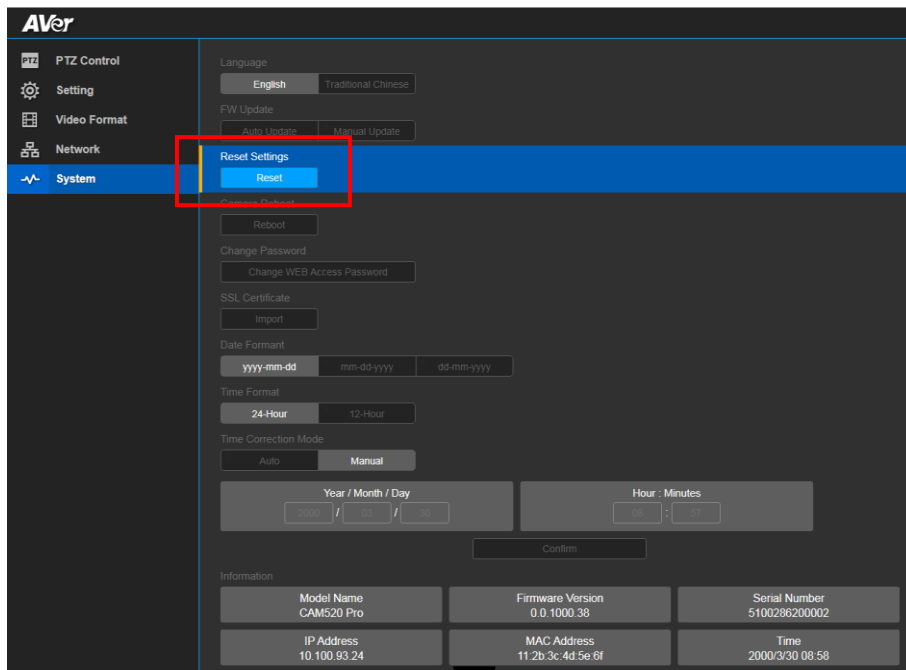 AVer
PTZ PTZ Control
Setting
Video Format
Network
System
Language
English Traditional Chinese
FW Update
Auto Update Manual Update
Reset Settings
Reset
Camera Reboot
Reboot
Change Password
Change WEB Access Password
SSL Certificate
Import
Date Formant
yyyy-mm-dd mm-dd-yyyy dd-mm-yyyy
Time Format
24-Hour 12-Hour
Time Correction Mode
Auto Manual
Year / Month / Day Hour : Minutes
2000 / 03 / 30 08 : 57
Confirm
Information
Model Name Firmware Version Serial Number
CAM520 Pro 0.0.1000.38 5100286200002
IP Address MAC Address Time
10.100.93.24 11:2b:3c:4d:5e:6f 2000/3/30 08:58